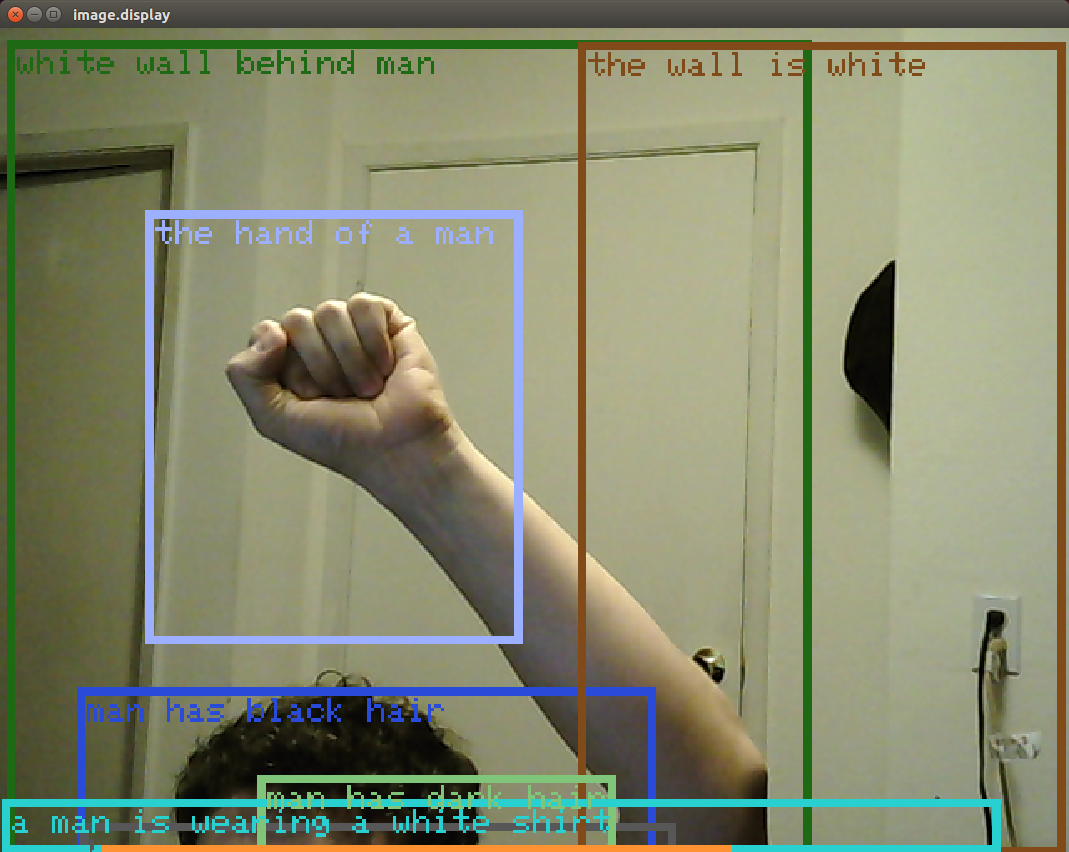 image.display
white wall behind man
the wall is white
the hand of a man
man has black hair
man has dark hair
a man is wearing a white shirt